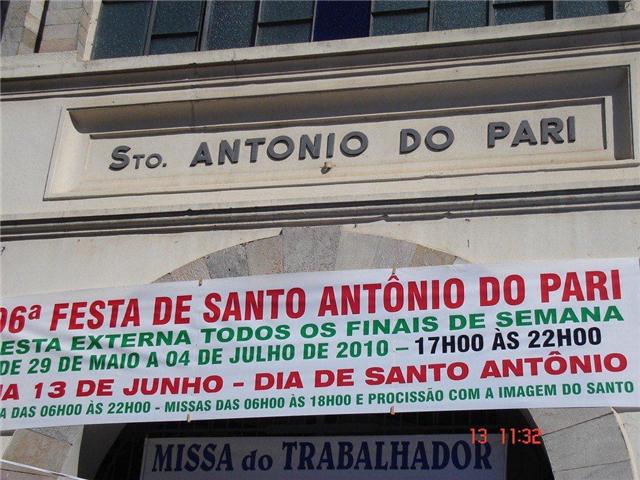 STO. ANTONIO DO PARI
96ª FESTA DE SANTO ANTÔNIO DO PARI
ESTA EXTERNA TODOS OS FINAIS DE SEMANA
DE 29 DE MAIO A 04 DE JULHO DE 2010 – 17H00 ÀS 22H00
IA 13 DE JUNHO - DIA DE SANTO ANTÔNIO
A DAS 06H00 ÀS 22H00 - MISSAS DAS 06H00 ÀS 18H00 E PROCISSÃO COM A IMAGEM DO SANTO
13 11:32
MISSA do TRABALHADOR